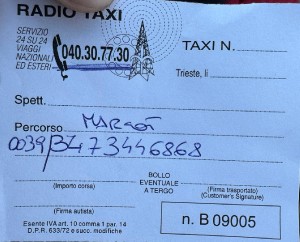 RADIO TAXI
SERVIZIO
24 SU 24
VIAGGI
NAZIONALI
ED ESTERI
040.30.77.30
TAXI N.
Trieste, li
Spett.
Percorso MARGOT
0039/3473446868
(Importo corsa)
BOLLO
EVENTUALE
A TERGO
(Firma trasportato)
(Customer's Signature)
(Firma autista)
Esente IVA art. 10 comma 1 par. 14
D.P.R. 633/72 e succ. modifiche
n. B 09005